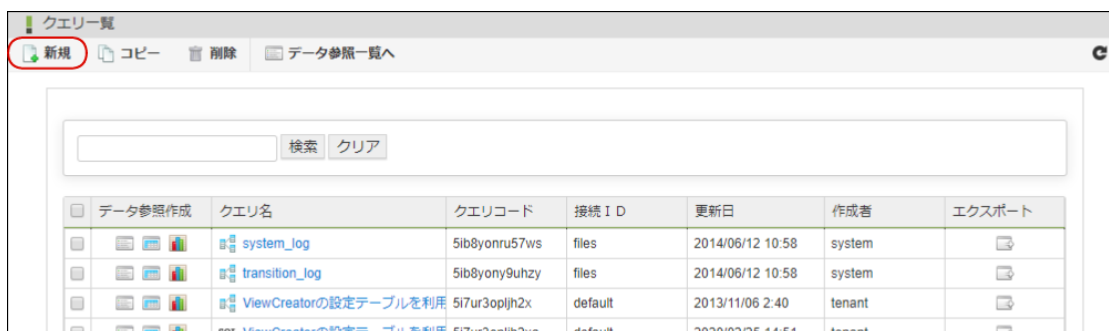 クエリー覧
新規 コピー 削除 データ参照一覧へ
検索 クリア
データ参照作成 クエリ名 クエリコード 接続ID 更新日 作成者 エクスポート
system_log 5ib8yonru57ws files 2014/06/12 10:58 system
transition_log 5ib8yony9uhzy files 2014/06/12 10:58 system
ViewCreatorの設定テーブルを利用 5i7ur3opljh2x default 2013/11/06 2:40 tenant